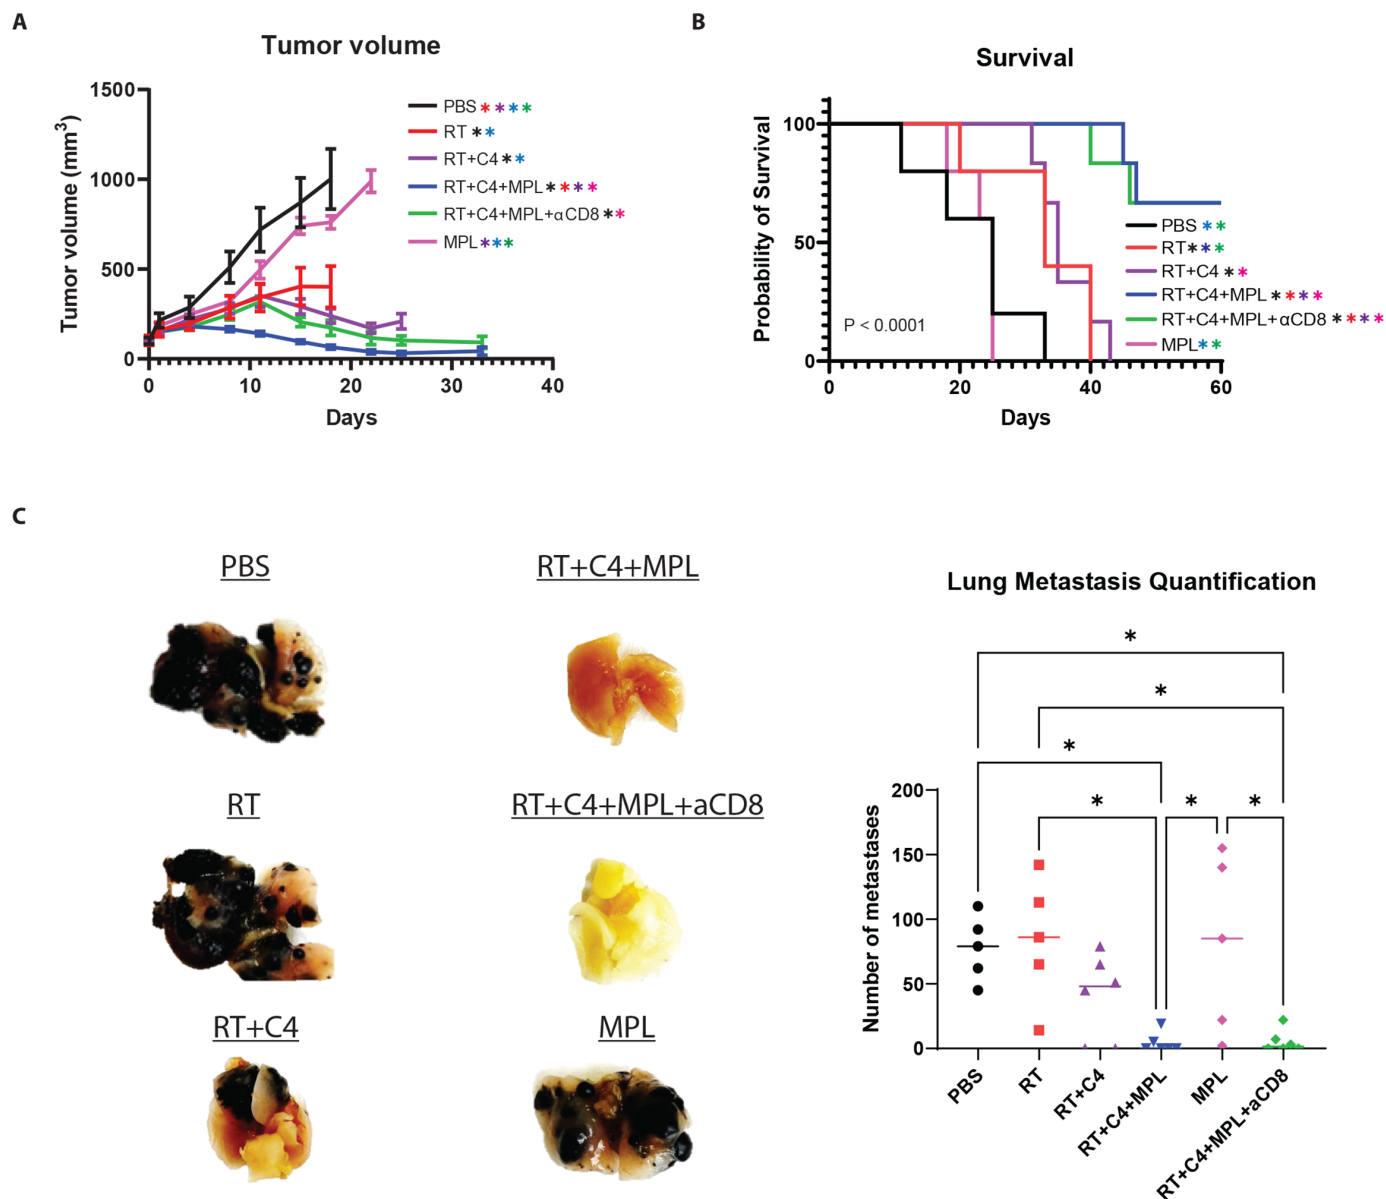 A
Tumor volume
Tumor volume (mm³)
1500
1000
500
0
0 10 20 30 40
Days
PBS ****
RT **
RT+C4 **
RT+C4+MPL ****
RT+C4+MPL+αCD8 **
MPL ***
B
Survival
Probability of Survival
100
50
0
0 20 40 60
Days
P < 0.0001
PBS **
RT ***
RT+C4 **
RT+C4+MPL ****
RT+C4+MPL+αCD8 ****
MPL **
C
PBS
RT+C4+MPL
RT
RT+C4+MPL+aCD8
RT+C4
MPL
Lung Metastasis Quantification
*
*
*
* * *
Number of metastases
200
150
100
50
0
PBS
RT
RT+C4
RT+C4+MPL
MPL
RT+C4+MPL+aCD8